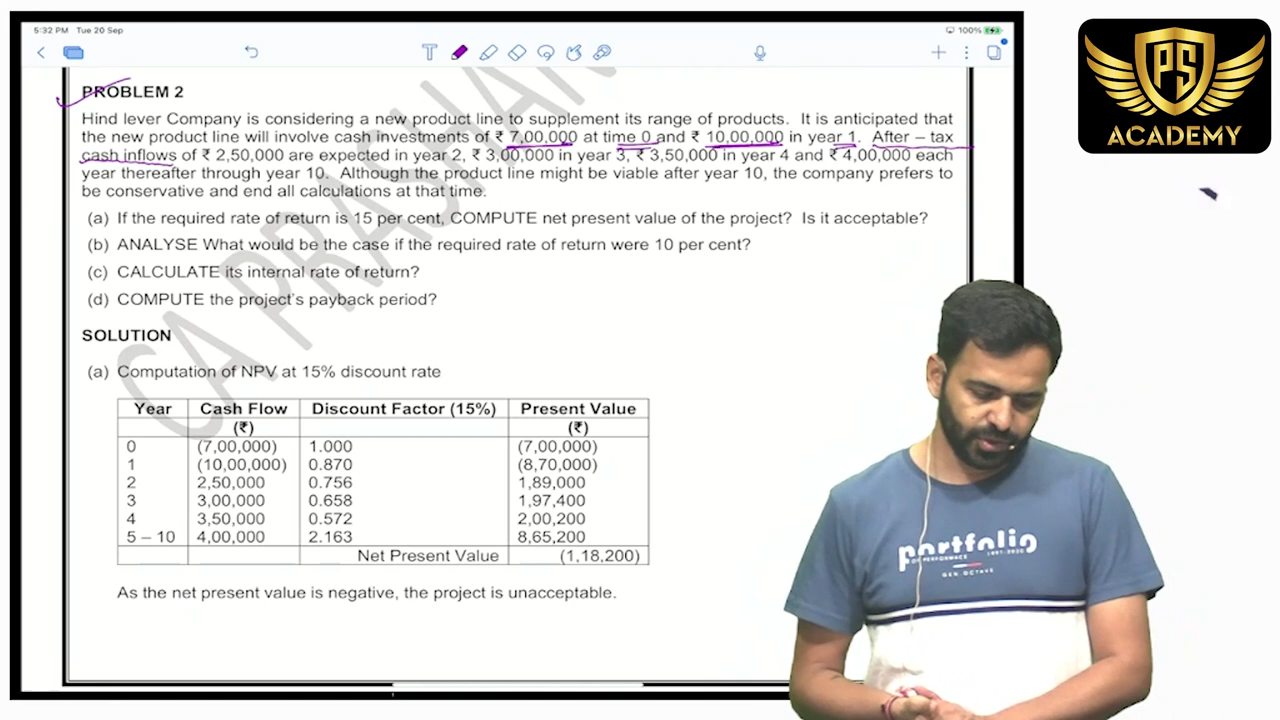 5:32 PM Tue 20 Sep
100%
PS
ACADEMY
PROBLEM 2
Hind lever Company is considering a new product line to supplement its range of products. It is anticipated that
the new product line will involve cash investments of ₹ 7,00,000 at time 0 and ₹ 10,00,000 in year 1. After – tax
cash inflows of ₹ 2,50,000 are expected in year 2, ₹ 3,00,000 in year 3, ₹ 3,50,000 in year 4 and ₹ 4,00,000 each
year thereafter through year 10. Although the product line might be viable after year 10, the company prefers to
be conservative and end all calculations at that time.
(a) If the required rate of return is 15 per cent, COMPUTE net present value of the project? Is it acceptable?
(b) ANALYSE What would be the case if the required rate of return were 10 per cent?
(c) CALCULATE its internal rate of return?
(d) COMPUTE the project's payback period?
SOLUTION
(a) Computation of NPV at 15% discount rate
Year Cash Flow Discount Factor (15%) Present Value
(₹) (₹)
0 (7,00,000) 1.000 (7,00,000)
1 (10,00,000) 0.870 (8,70,000)
2 2,50,000 0.756 1,89,000
3 3,00,000 0.658 1,97,400
4 3,50,000 0.572 2,00,200
5 – 10 4,00,000 2.163 8,65,200
Net Present Value (1,18,200)
As the net present value is negative, the project is unacceptable.
CA PRASHAN
portfolio
OF PERFORMANCE
GEN.OCTAKE